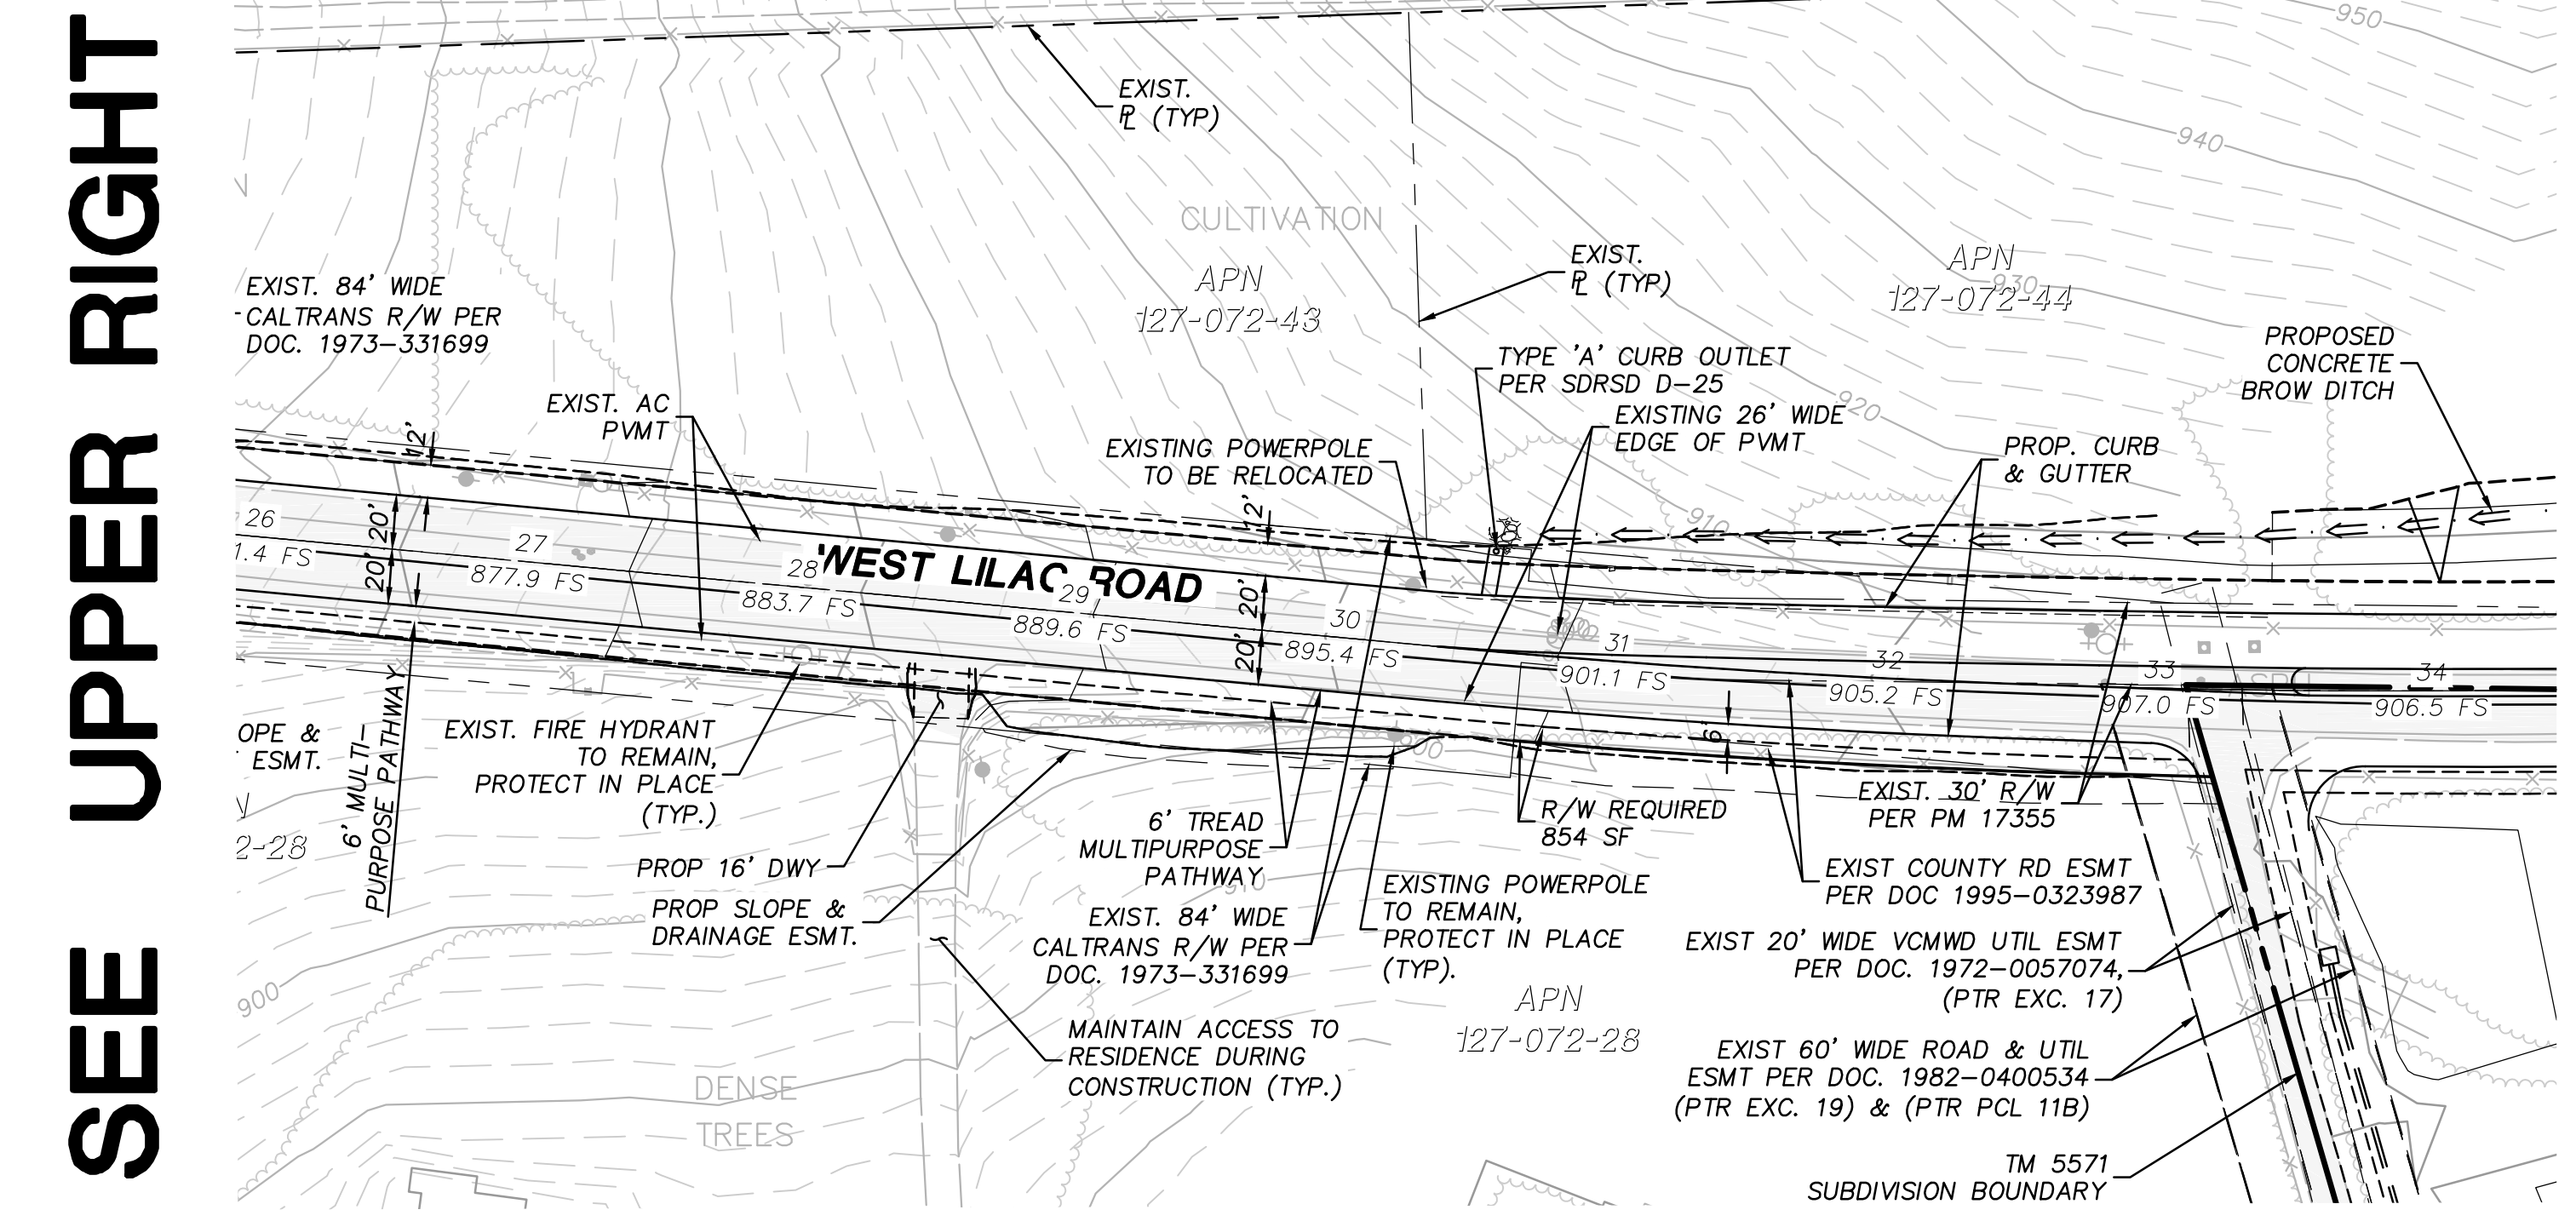 SEE UPPER RIGHT
950
EXIST.
PL (TYP)
940
CULTIVATION
APN
127-072-43
EXIST.
PL (TYP)
APN
127-072-44
930
EXIST. 84' WIDE
CALTRANS R/W PER
DOC. 1973-331699
PROPOSED
CONCRETE
BROW DITCH
TYPE 'A' CURB OUTLET
PER SDRSD D-25
EXIST. AC
PVMT
EXISTING 26' WIDE
EDGE OF PVMT
920
EXISTING POWERPOLE
TO BE RELOCATED
PROP. CURB
& GUTTER
12'
12'
910
20'
20'
20'
20'
WEST LILAC ROAD
26
27
28
29
30
31
32
33
34
1.4 FS
877.9 FS
883.7 FS
889.6 FS
895.4 FS
901.1 FS
905.2 FS
907.0 FS
906.5 FS
6'
OPE &
ESMT.
6' MULTI-
PURPOSE PATHWAY
2-28
EXIST. FIRE HYDRANT
TO REMAIN,
PROTECT IN PLACE
(TYP.)
900
EXIST. 30' R/W
PER PM 17355
R/W REQUIRED
854 SF
6' TREAD
MULTIPURPOSE
PATHWAY
PROP 16' DWY
910
EXIST COUNTY RD ESMT
PER DOC 1995-0323987
PROP SLOPE &
DRAINAGE ESMT.
EXIST. 84' WIDE
CALTRANS R/W PER
DOC. 1973-331699
EXISTING POWERPOLE
TO REMAIN,
PROTECT IN PLACE
(TYP).
EXIST 20' WIDE VCMWD UTIL ESMT
PER DOC. 1972-0057074,
(PTR EXC. 17)
900
APN
127-072-28
MAINTAIN ACCESS TO
RESIDENCE DURING
CONSTRUCTION (TYP.)
EXIST 60' WIDE ROAD & UTIL
ESMT PER DOC. 1982-0400534
(PTR EXC. 19) & (PTR PCL 11B)
DENSE
TREES
TM 5571
SUBDIVISION BOUNDARY